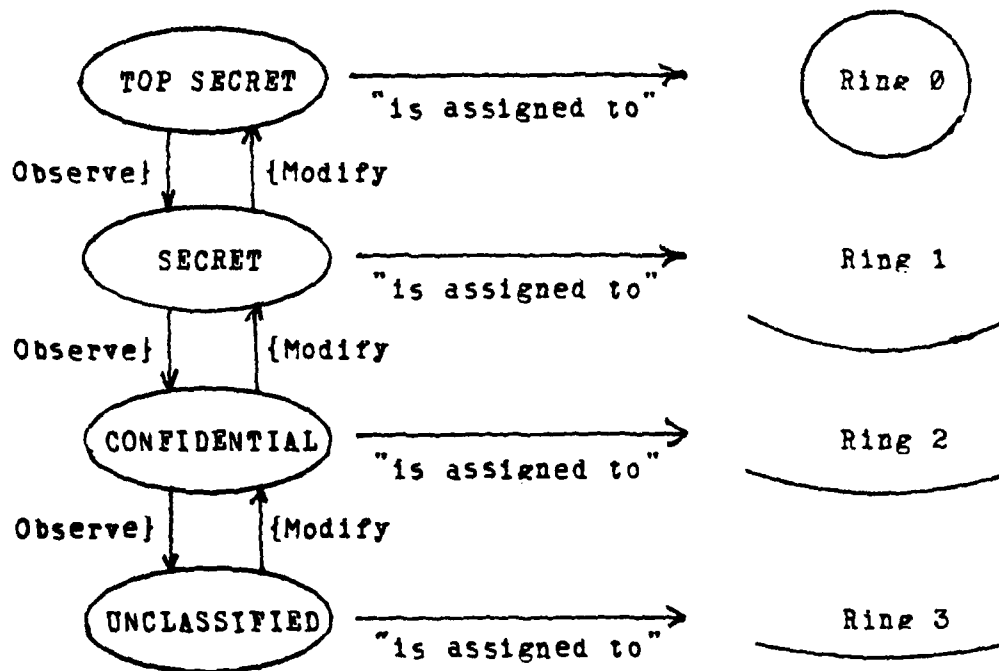 TOP SECRET
"is assigned to"
Ring 0
Observe} {Modify
SECRET
"is assigned to"
Ring 1
Observe} {Modify
CONFIDENTIAL
"is assigned to"
Ring 2
Observe} {Modify
UNCLASSIFIED
"is assigned to"
Ring 3